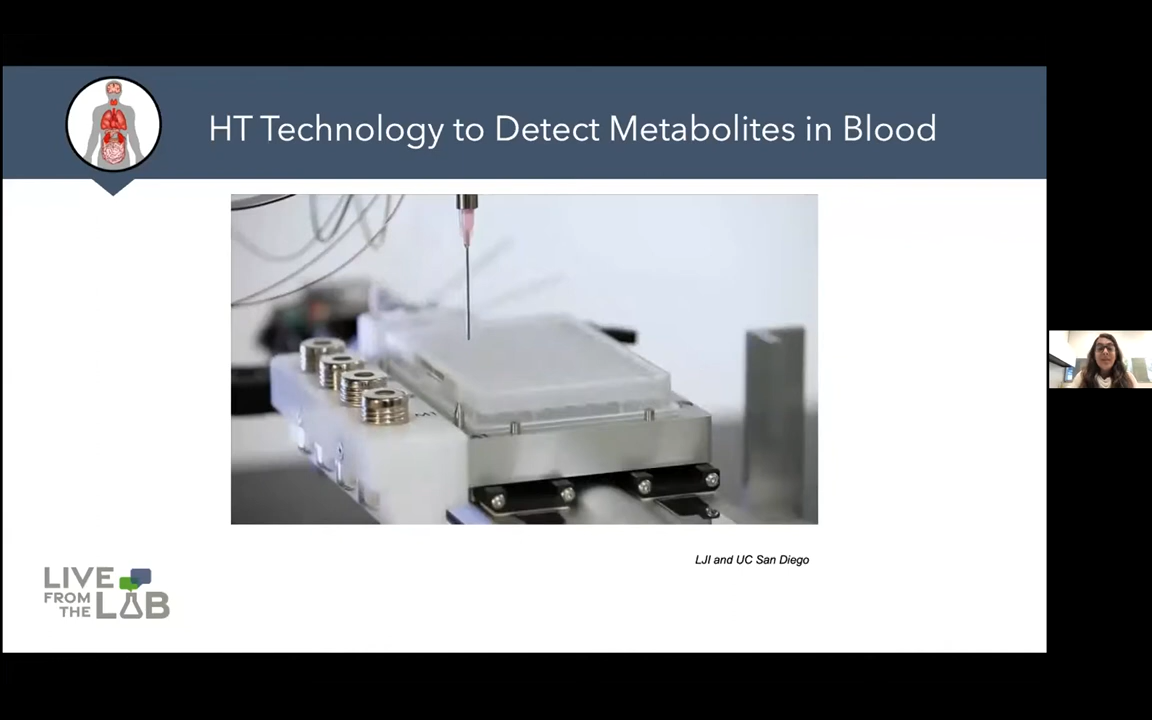 HT Technology to Detect Metabolites in Blood
LJI and UC San Diego
LIVE
FROM
THE LAB